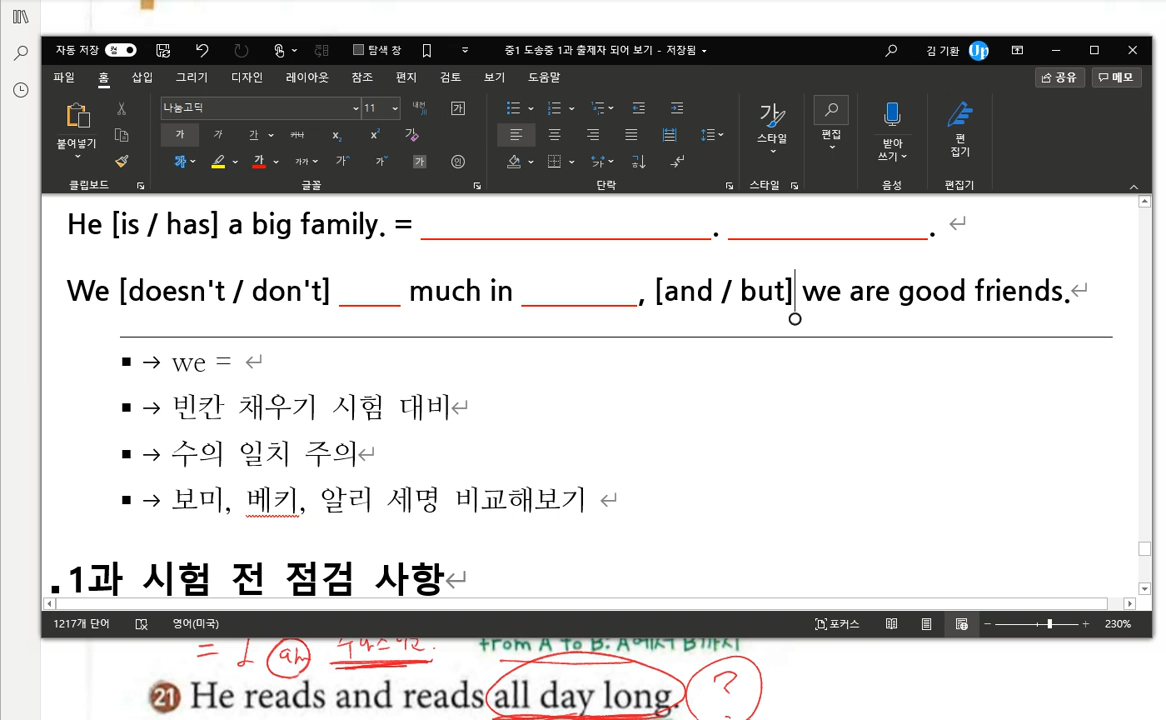 자동 저장 컴 탐색 창 중1 도송중 1과 출제자 되어 보기 - 저장됨 김 기환 Up
파일 홈 삽입 그리기 디자인 레이아웃 참조 편지 검토 보기 도움말 공유 메모
나눔고딕 11
붙여넣기 스타일 편집 받아쓰기 편집기
클립보드 글꼴 단락 스타일 음성 편집기
He [is / has] a big family. = ____ . ____ .
We [doesn't / don't] ____ much in ____ , [and / but] we are good friends.
■ → we =
■ → 빈칸 채우기 시험 대비
■ → 수의 일치 주의
■ → 보미, 베키, 알리 세명 비교해보기
1과 시험 전 점검 사항
1217개 단어 영어(미국) 포커스 230%
= am from A to B: A에서 B까지
21 He reads and reads all day long. ?